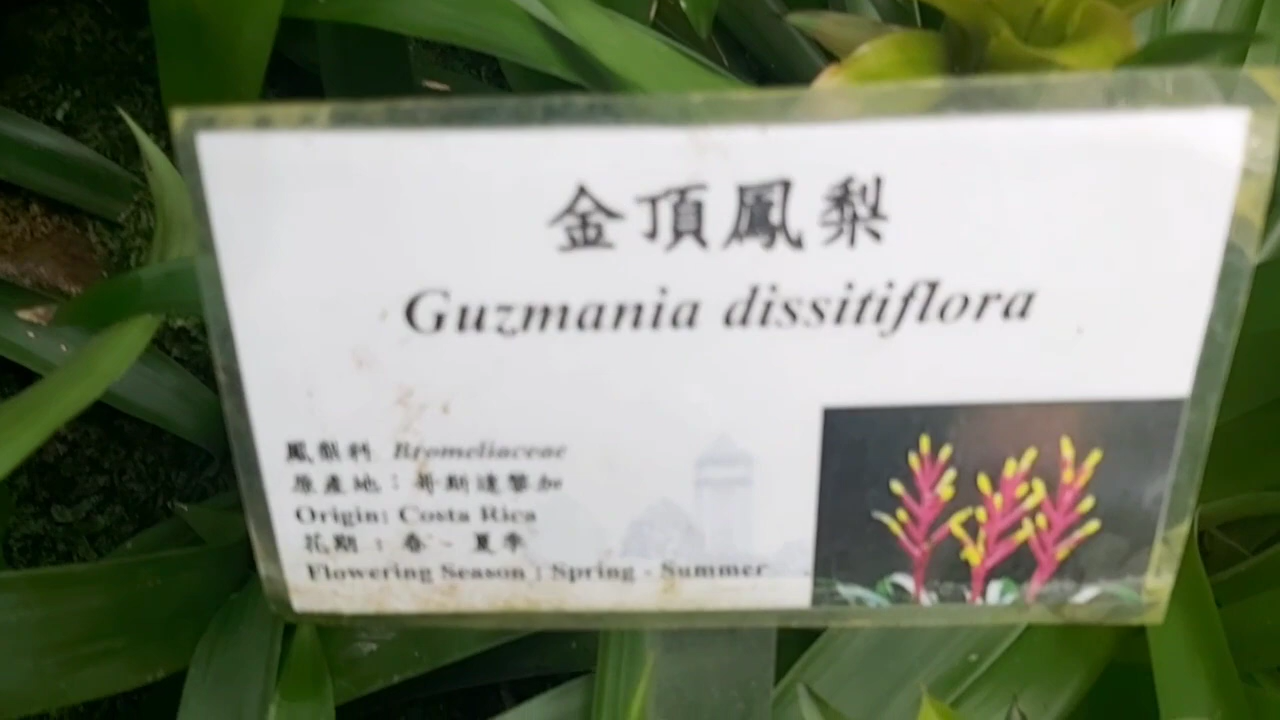 金頂鳳梨
Guzmania dissitiflora
鳳梨科 Bromeliaceae
原產地：哥斯達黎加
Origin: Costa Rica
花期 : 春 - 夏季
Flowering Season : Spring - Summer